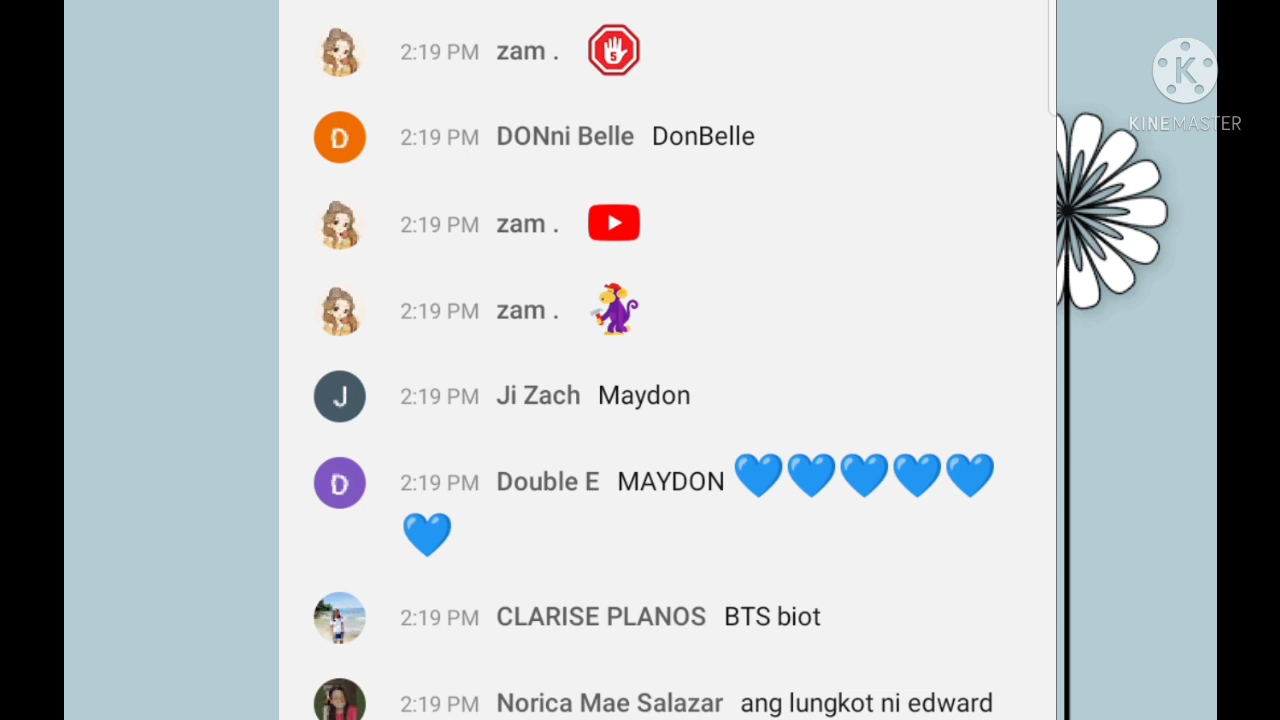 2:19 PM zam . 5
2:19 PM DONni Belle DonBelle
2:19 PM zam .
2:19 PM zam .
2:19 PM Ji Zach Maydon
2:19 PM Double E MAYDON 💙💙💙💙💙
💙
2:19 PM CLARISE PLANOS BTS biot
2:19 PM Norica Mae Salazar ang lungkot ni edward
D
J
D
K
KINEMASTER